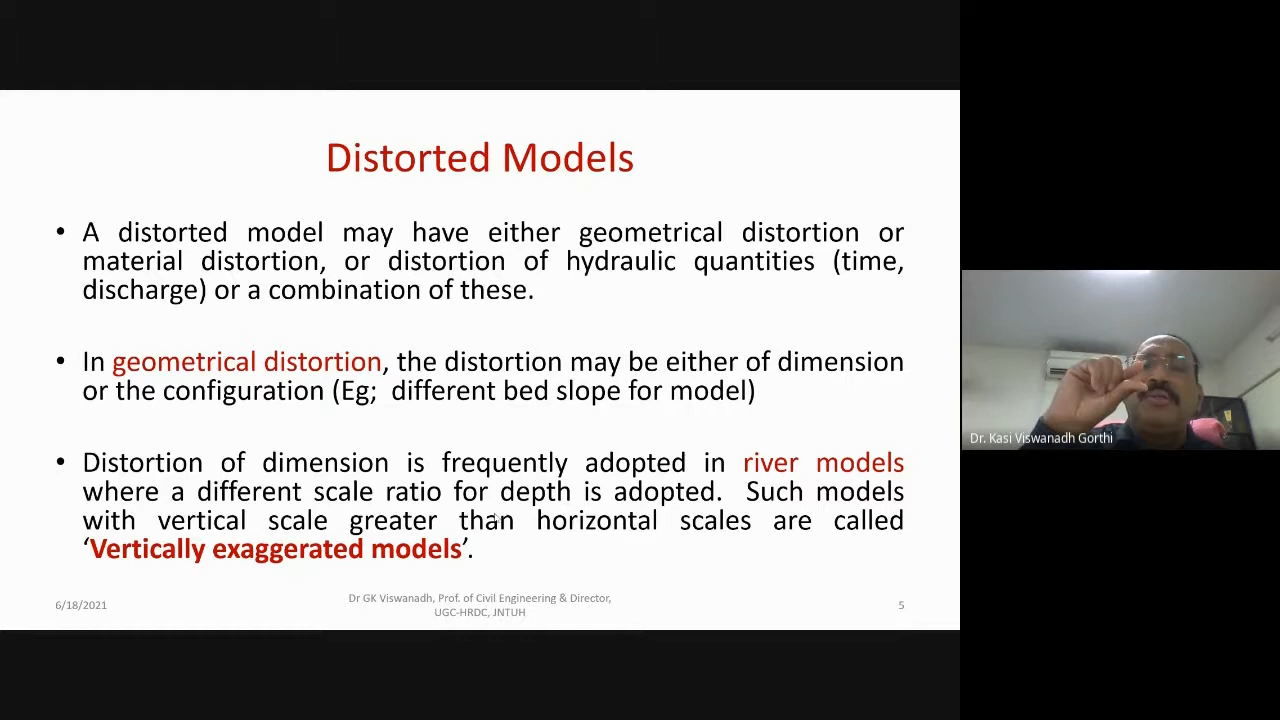 Distorted Models
• A distorted model may have either geometrical distortion or
material distortion, or distortion of hydraulic quantities (time,
discharge) or a combination of these.
• In geometrical distortion, the distortion may be either of dimension
or the configuration (Eg; different bed slope for model)
• Distortion of dimension is frequently adopted in river models
where a different scale ratio for depth is adopted. Such models
with vertical scale greater than horizontal scales are called
‘Vertically exaggerated models’.
6/18/2021
Dr GK Viswanadh, Prof. of Civil Engineering & Director,
UGC-HRDC, JNTUH
5
Dr. Kasi Viswanadh Gorthi